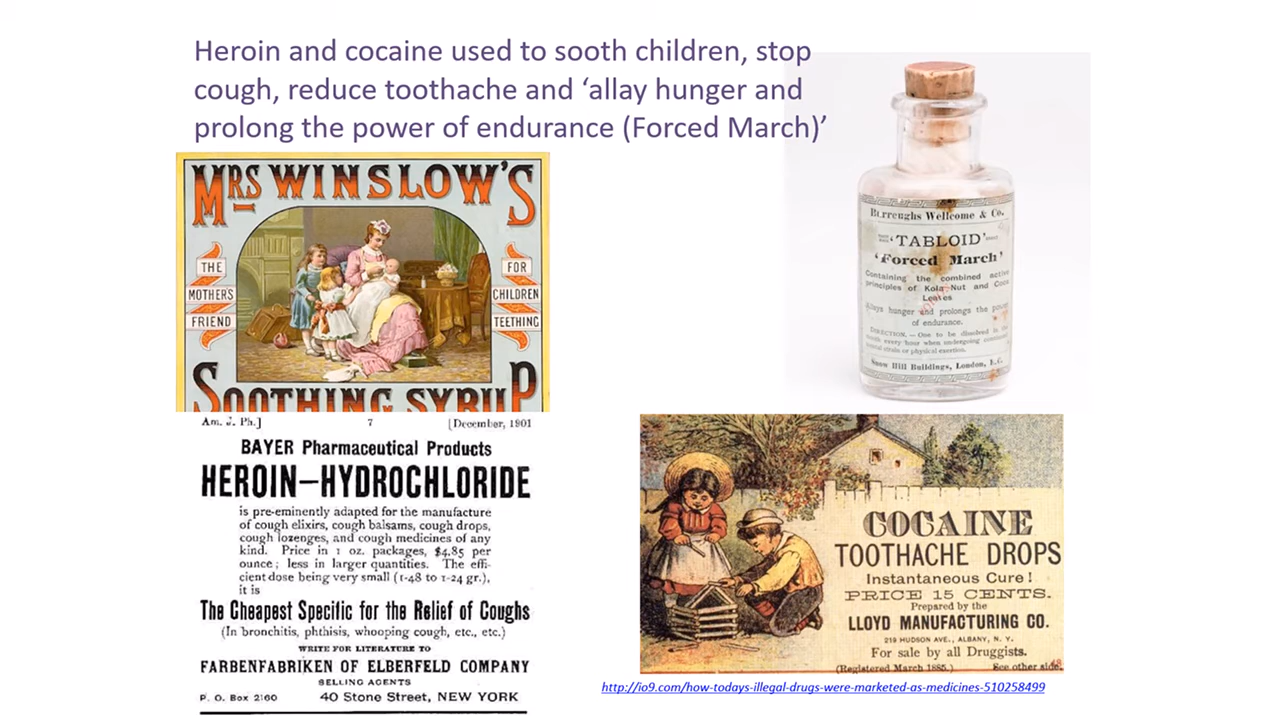 Heroin and cocaine used to sooth children, stop
cough, reduce toothache and ‘allay hunger and
prolong the power of endurance (Forced March)’
MRS WINSLOW'S
THE
MOTHERS
FRIEND
FOR
CHILDREN
TEETHING
SOOTHING SYRUP
Burroughs Wellcome & Co.
'TABLOID'
'Forced March'
Containing the combined active
principles of Kola Nut and Coca
Leaves
Allays hunger and prolongs the power
of endurance.
DIRECTION.—One to be dissolved in the
mouth every hour when undergoing continued
mental strain or physical exertion.
Snow Hill Buildings, London, E.C.
Am. J. Ph.] 7 [December, 1901
BAYER Pharmaceutical Products
HEROIN—HYDROCHLORIDE
is pre-eminently adapted for the manufacture
of cough elixirs, cough balsams, cough drops,
cough lozenges, and cough medicines of any
kind. Price in 1 oz. packages, $4.85 per
ounce; less in larger quantities. The effi-
cient dose being very small (1-48 to 1-24 gr.),
it is
The Cheapest Specific for the Relief of Coughs
(In bronchitis, phthisis, whooping cough, etc., etc.)
WRITE FOR LITERATURE TO
FARBENFABRIKEN OF ELBERFELD COMPANY
SELLING AGENTS
P. O. Box 2160 40 Stone Street, NEW YORK
COCAINE
TOOTHACHE DROPS
Instantaneous Cure!
PRICE 15 CENTS.
Prepared by the
LLOYD MANUFACTURING CO.
219 HUDSON AVE., ALBANY, N. Y.
For sale by all Druggists.
(Registered March 1885.) See other side.
http://io9.com/how-todays-illegal-drugs-were-marketed-as-medicines-510258499